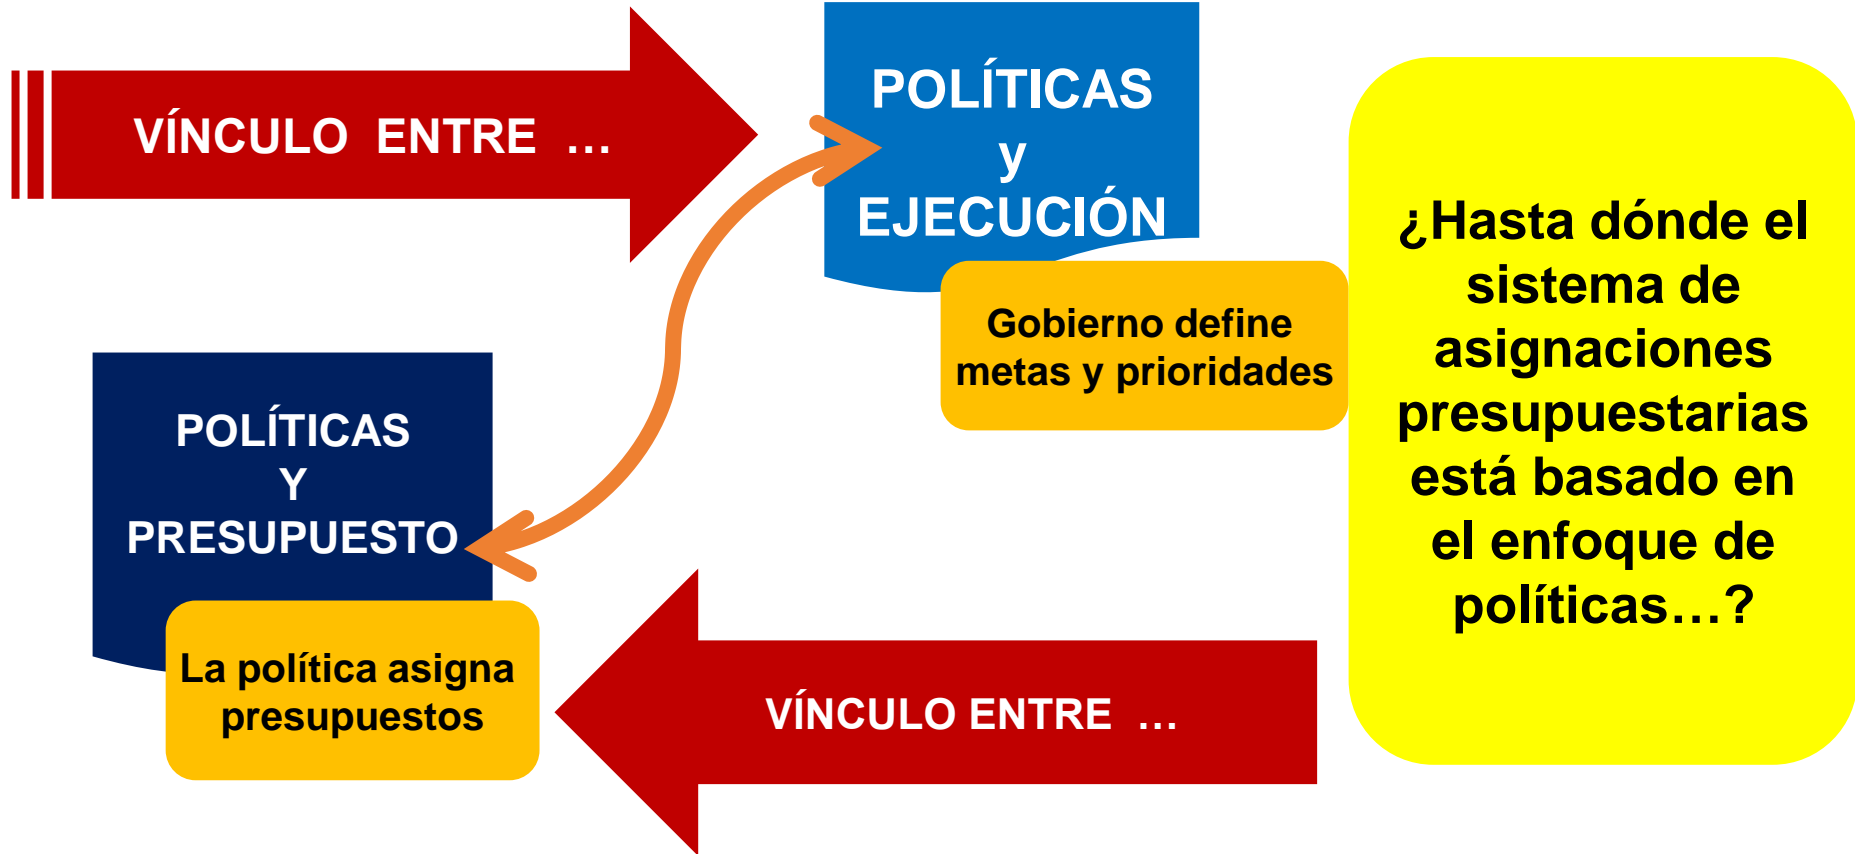 VÍNCULO ENTRE ...
POLÍTICAS
y
EJECUCIÓN
Gobierno define
metas y prioridades
POLÍTICAS
Y
PRESUPUESTO
La política asigna
presupuestos
VÍNCULO ENTRE ...
¿Hasta dónde el
sistema de
asignaciones
presupuestarias
está basado en
el enfoque de
políticas...?